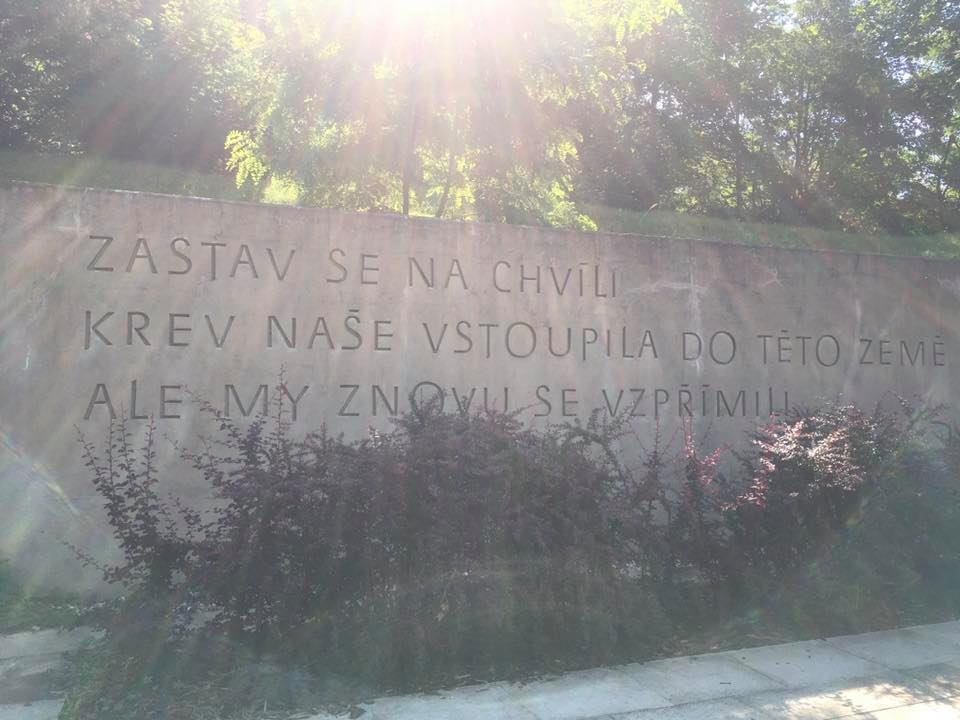 ZASTAV SE NA CHVÍLI
KREV NAŠE VSTOUPILA DO TÉTO ZEMĚ
ALE MY ZNOVU SE VZPŘÍMILI